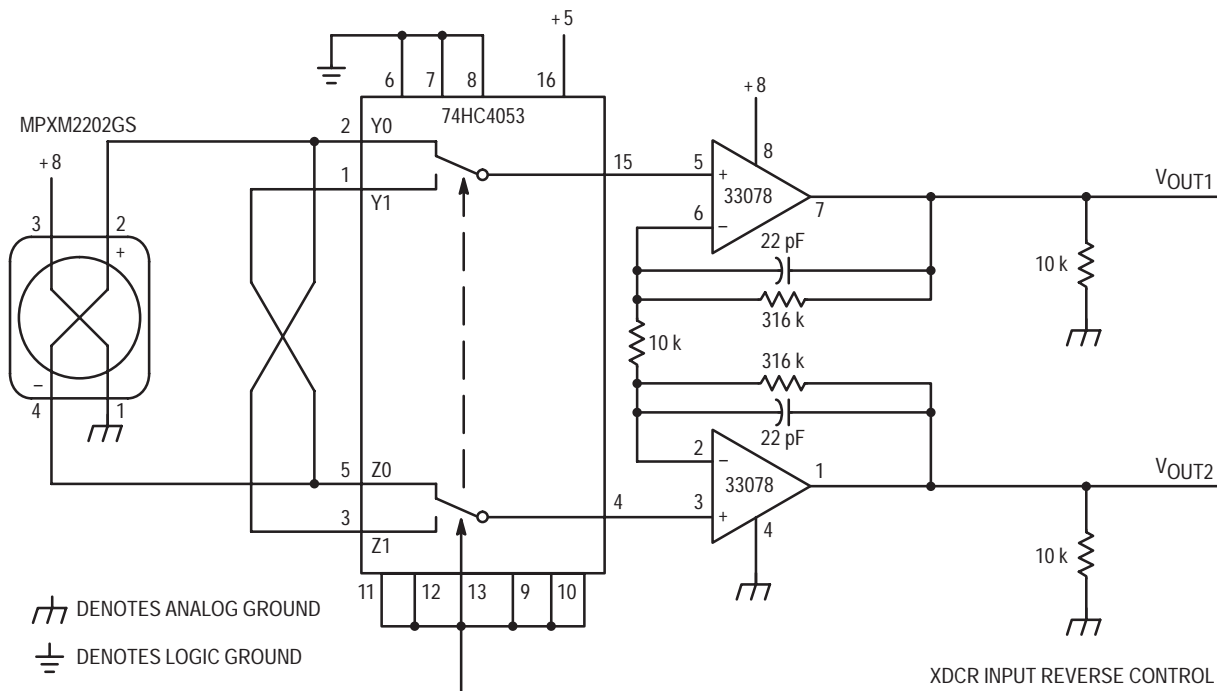 +5
6 7 8 16
74HC4053
+8
MPXM2202GS
+8
2 Y0
1
Y1
15
5 + 8
33078
7
6 −
VOUT1
3 2
+
22 pF
316 k
10 k
10 k
316 k
22 pF
−
4 1
5 Z0
3
Z1
4
2 −
33078
1
3 +
4
VOUT2
10 k
11 12 13 9 10
DENOTES ANALOG GROUND
DENOTES LOGIC GROUND
XDCR INPUT REVERSE CONTROL